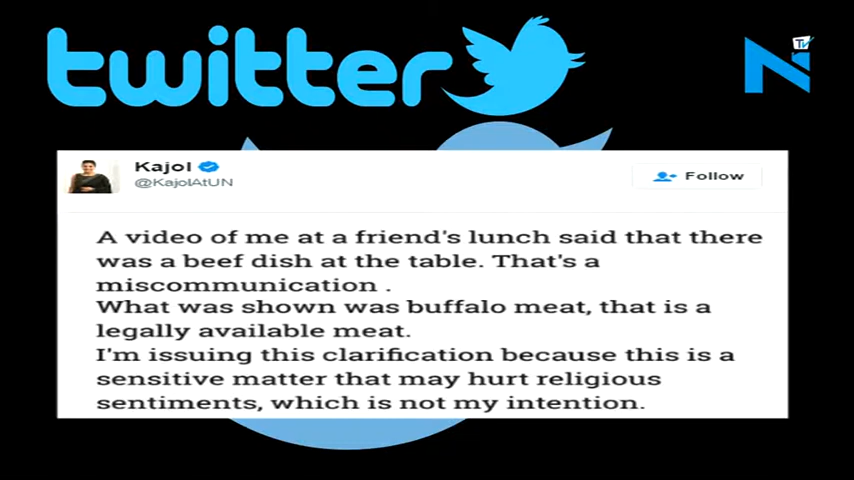 twitter
TV
N
Kajol
@KajolAtUN
Follow
A video of me at a friend's lunch said that there
was a beef dish at the table. That's a
miscommunication .
What was shown was buffalo meat, that is a
legally available meat.
I'm issuing this clarification because this is a
sensitive matter that may hurt religious
sentiments, which is not my intention.